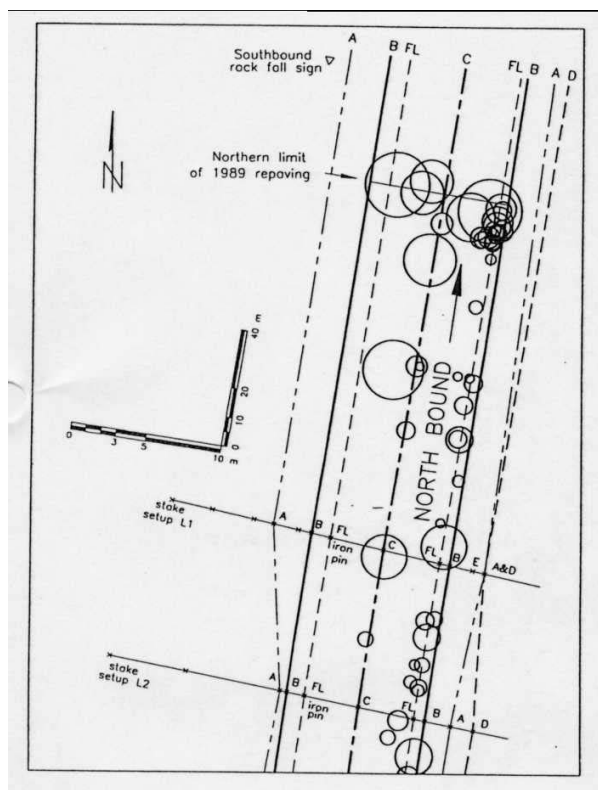 A
B FL
C
FL B A D
Southbound
rock fall sign
Northern limit
of 1989 repaving
N
E
40
20
10
0
0 3 5 10 m
NORTH BOUND
stake
setup L1
A
B FL
iron
pin
C
FL B E A&D
stake
setup L2
A B FL
iron
pin
C
FL B A D